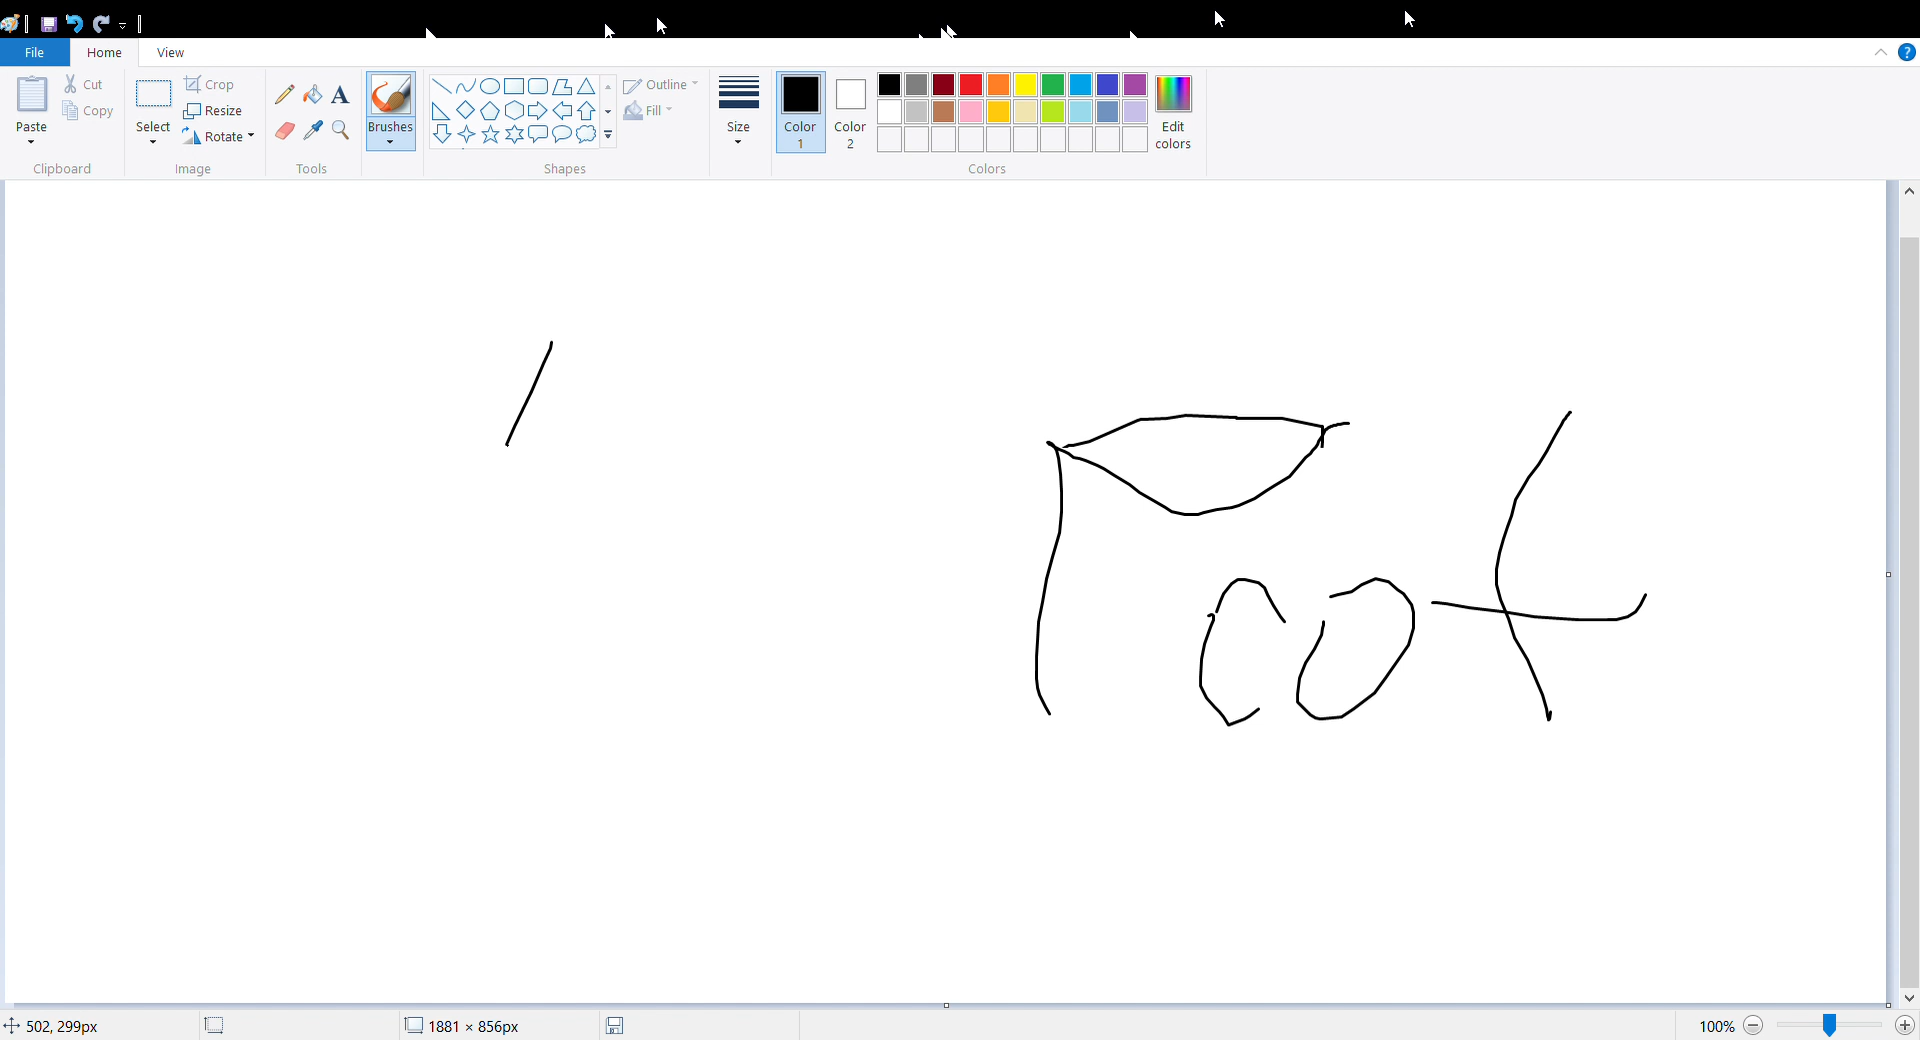 File Home View
Paste Cut Copy Select Crop Resize Rotate Brushes Outline Fill Size Color 1 Color 2 Edit colors
Clipboard Image Tools Shapes Colors
502, 299px 1881 × 856px 100%